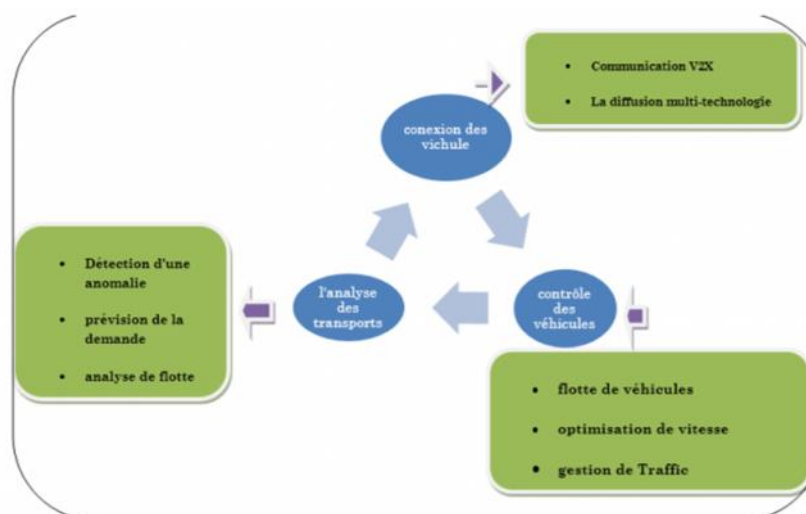 • Communication V2X
• La diffusion multi-technologie
conexion des
vichule
• Détection d'une
anomalie
• prévision de la
demande
• analyse de flotte
l'analyse
des
transports
contrôle
des
véhicules
• flotte de véhicules
• optimisation de vitesse
• gestion de Traffic